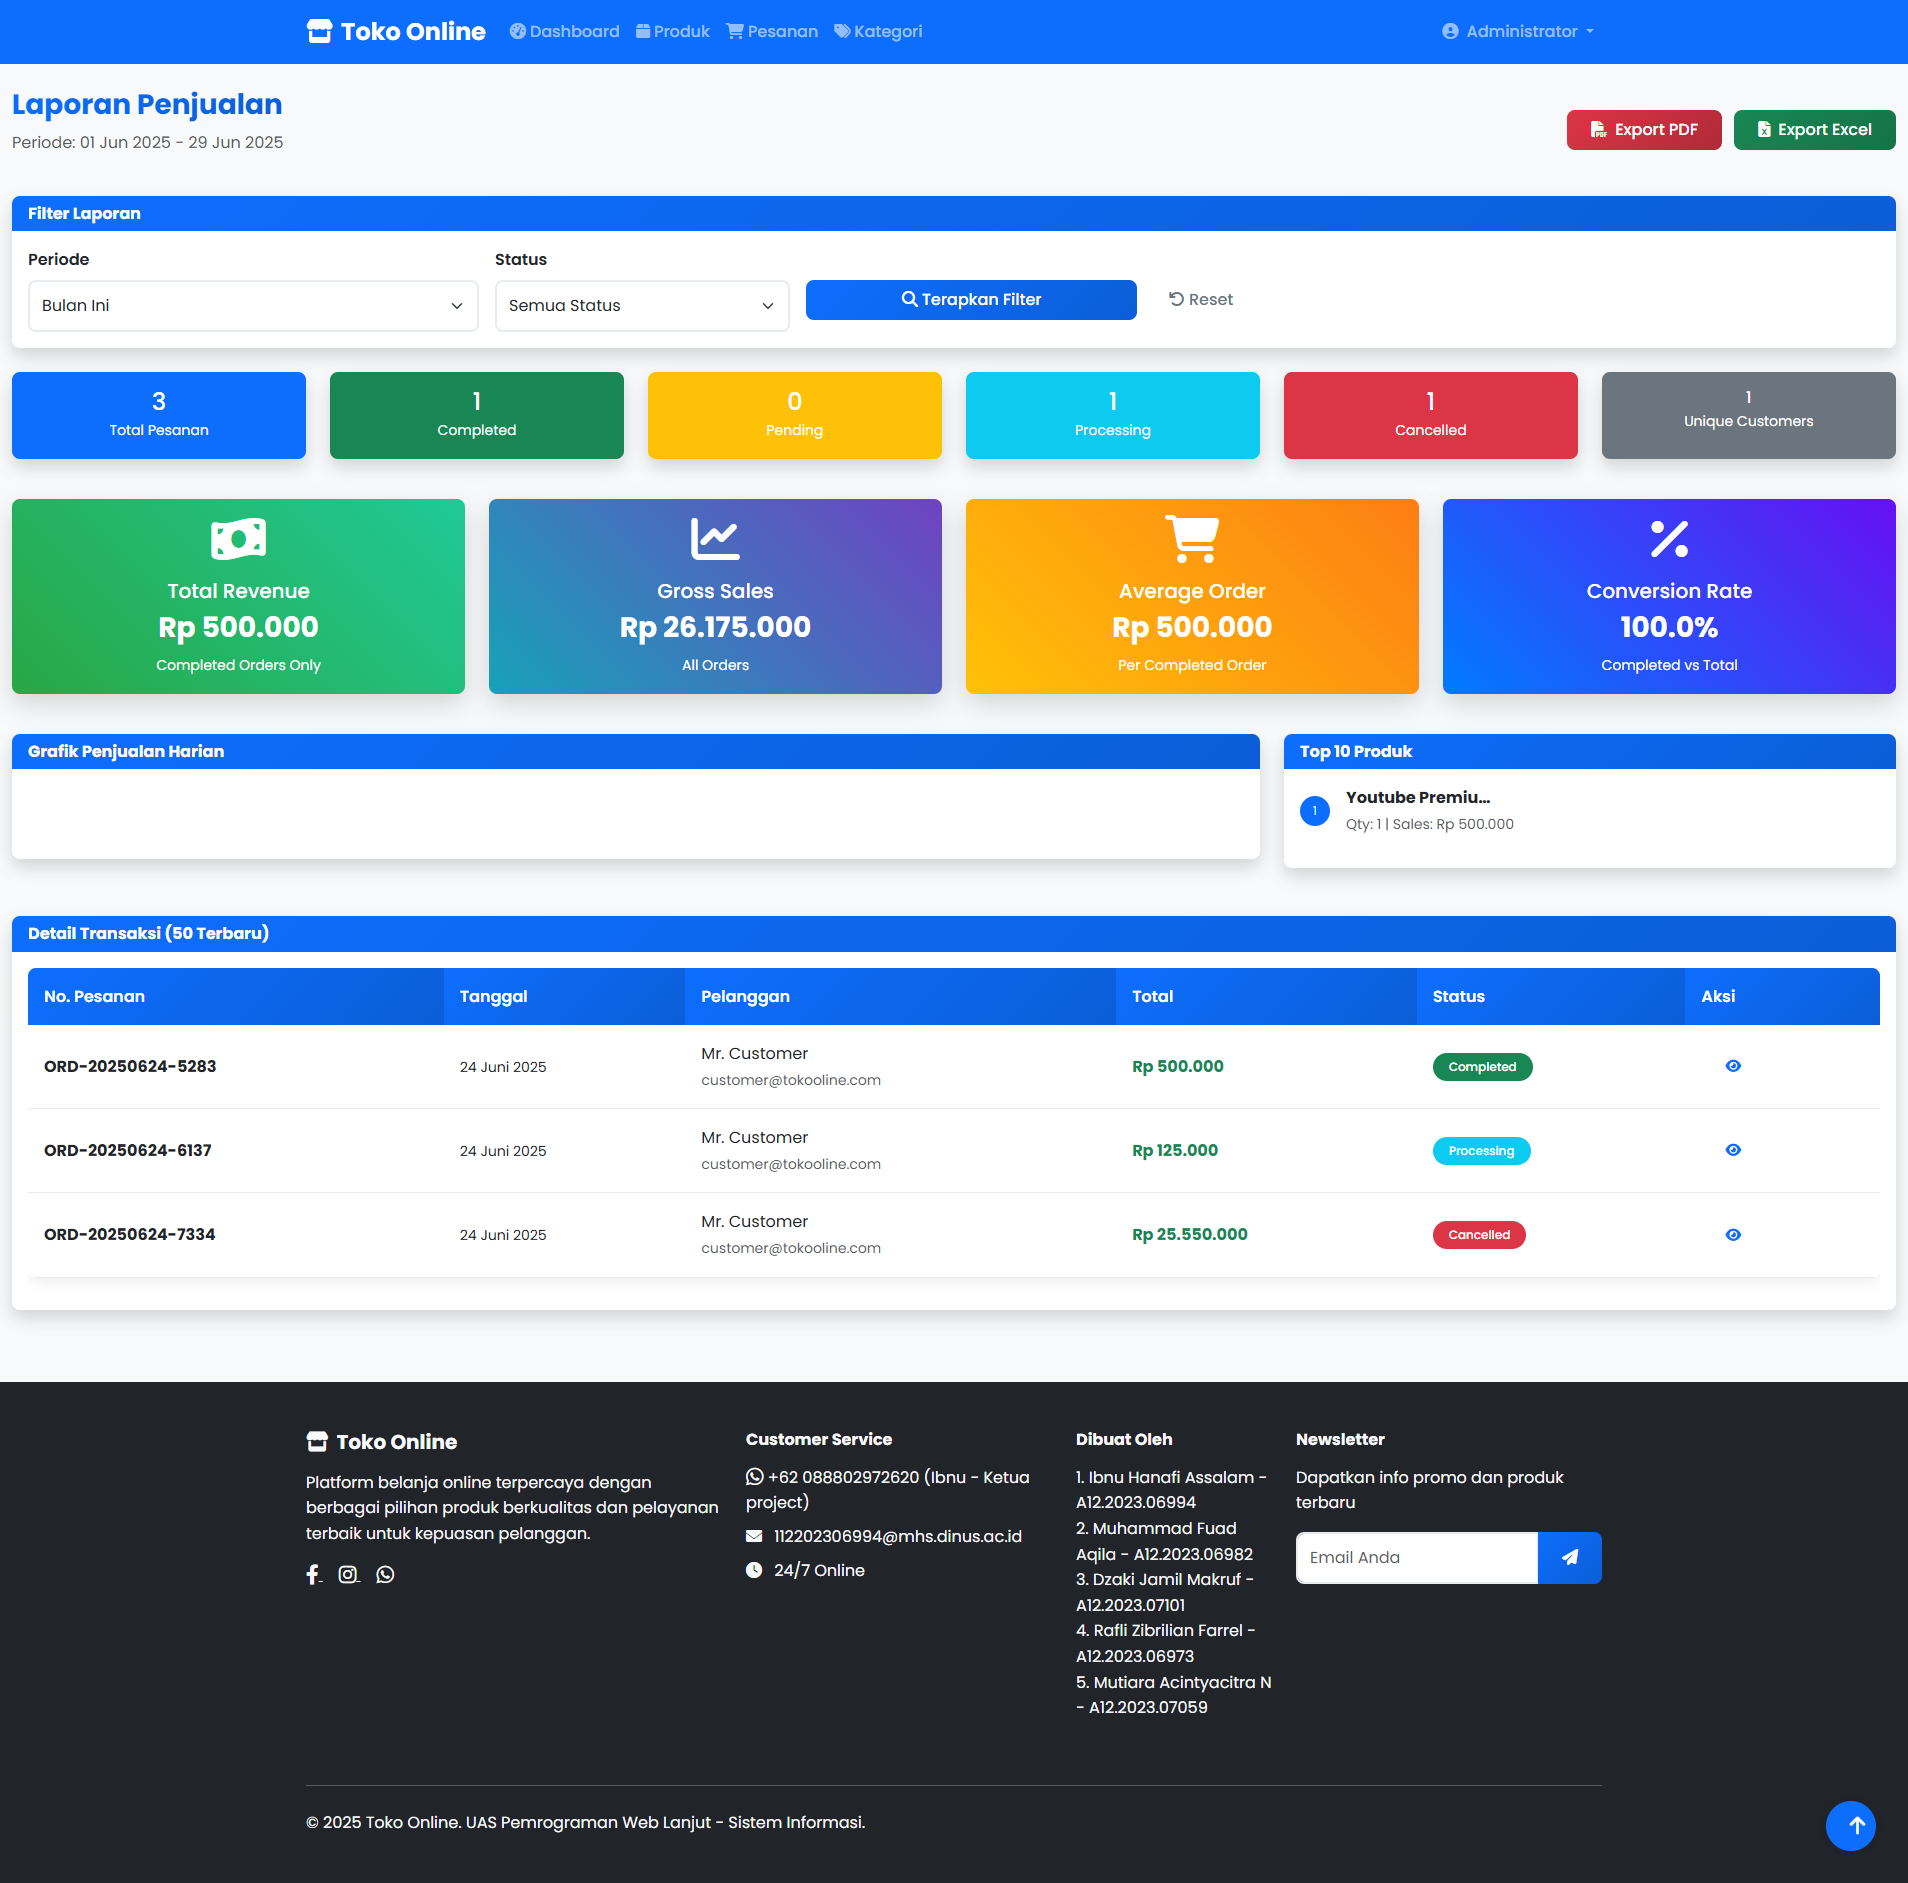 Toko Online Dashboard Produk Pesanan Kategori Administrator
Laporan Penjualan
Periode: 01 Jun 2025 - 29 Jun 2025
Export PDF Export Excel
Filter Laporan
Periode Status
Bulan Ini Semua Status Terapkan Filter Reset
3 1 0 1 1 1
Total Pesanan Completed Pending Processing Cancelled Unique Customers
Total Revenue Gross Sales Average Order Conversion Rate
Rp 500.000 Rp 26.175.000 Rp 500.000 100.0%
Completed Orders Only All Orders Per Completed Order Completed vs Total
Grafik Penjualan Harian Top 10 Produk
1 Youtube Premiu...
Qty: 1 | Sales: Rp 500.000
Detail Transaksi (50 Terbaru)
No. Pesanan Tanggal Pelanggan Total Status Aksi
ORD-20250624-5283 24 Juni 2025 Mr. Customer Rp 500.000 Completed
customer@tokooline.com
ORD-20250624-6137 24 Juni 2025 Mr. Customer Rp 125.000 Processing
customer@tokooline.com
ORD-20250624-7334 24 Juni 2025 Mr. Customer Rp 25.550.000 Cancelled
customer@tokooline.com
Toko Online
Platform belanja online terpercaya dengan
berbagai pilihan produk berkualitas dan pelayanan
terbaik untuk kepuasan pelanggan.
Customer Service
+62 088802972620 (Ibnu - Ketua
project)
112202306994@mhs.dinus.ac.id
24/7 Online
Dibuat Oleh
1. Ibnu Hanafi Assalam -
A12.2023.06994
2. Muhammad Fuad
Aqila - A12.2023.06982
3. Dzaki Jamil Makruf -
A12.2023.07101
4. Rafli Zibrilian Farrel -
A12.2023.06973
5. Mutiara Acintyacitra N
- A12.2023.07059
Newsletter
Dapatkan info promo dan produk
terbaru
Email Anda
© 2025 Toko Online. UAS Pemrograman Web Lanjut - Sistem Informasi.